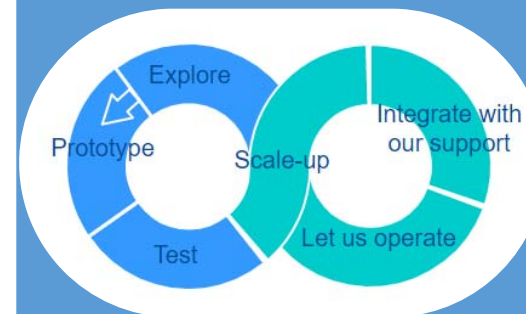 Explore
Prototype
Test
Scale-up
Integrate with
our support
Let us operate